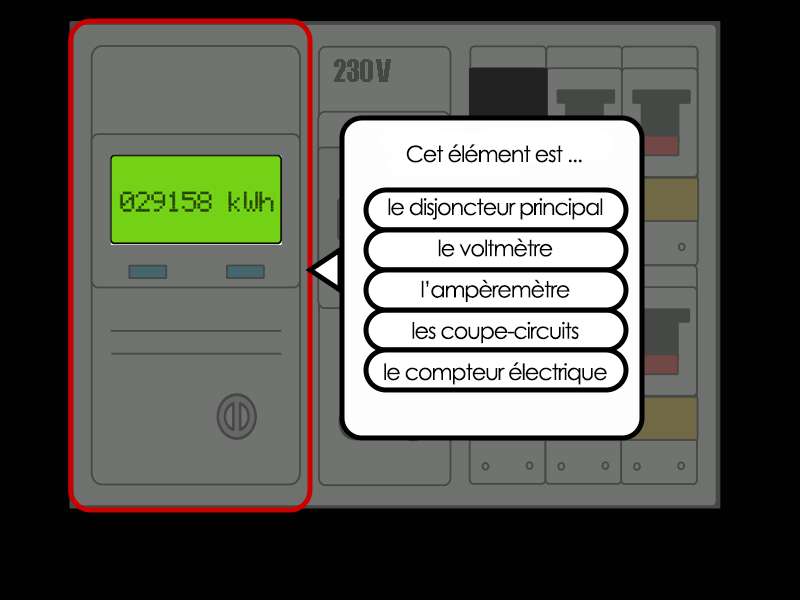 230V
029158 kWh
Cet élément est ...
le disjoncteur principal
le voltmètre
l'ampèremètre
les coupe-circuits
le compteur électrique